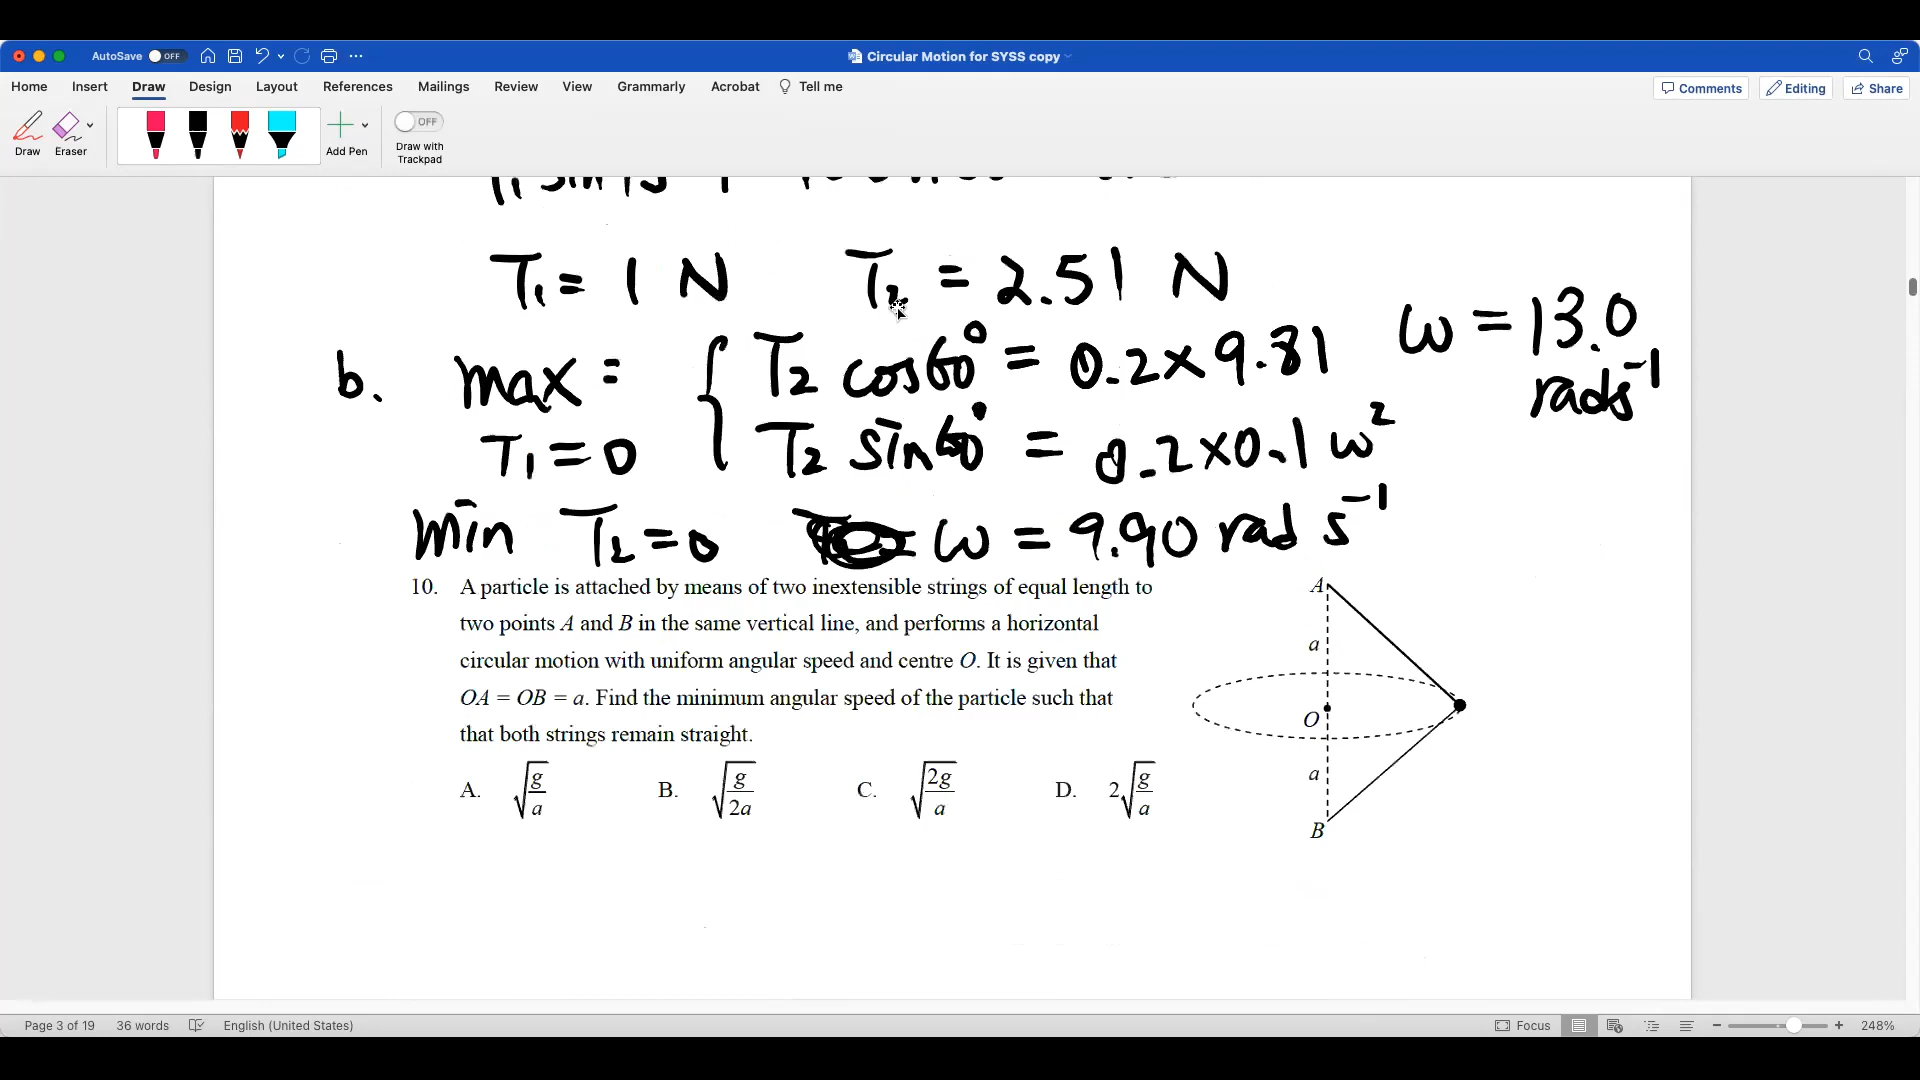 AutoSave OFF
Circular Motion for SYSS copy
Home Insert Draw Design Layout References Mailings Review View Grammarly Acrobat Tell me
Comments Editing Share
Draw Eraser Add Pen OFF Draw with Trackpad
T₁ = 1 N T₂ = 2.51 N
ω = 13.0 rad s⁻¹
b. max : T₂ cos60° = 0.2×9.81
T₁ = 0 T₂ sin60° = 0.2×0.1 ω²
min T₂ = 0 ω = 9.90 rad s⁻¹
10. A particle is attached by means of two inextensible strings of equal length to
two points A and B in the same vertical line, and performs a horizontal
circular motion with uniform angular speed and centre O. It is given that
OA = OB = a. Find the minimum angular speed of the particle such that
that both strings remain straight.
A. √(g/a) B. √(g/2a) C. √(2g/a) D. 2√(g/a)
A
a
O
a
B
Page 3 of 19 36 words English (United States) Focus 248%